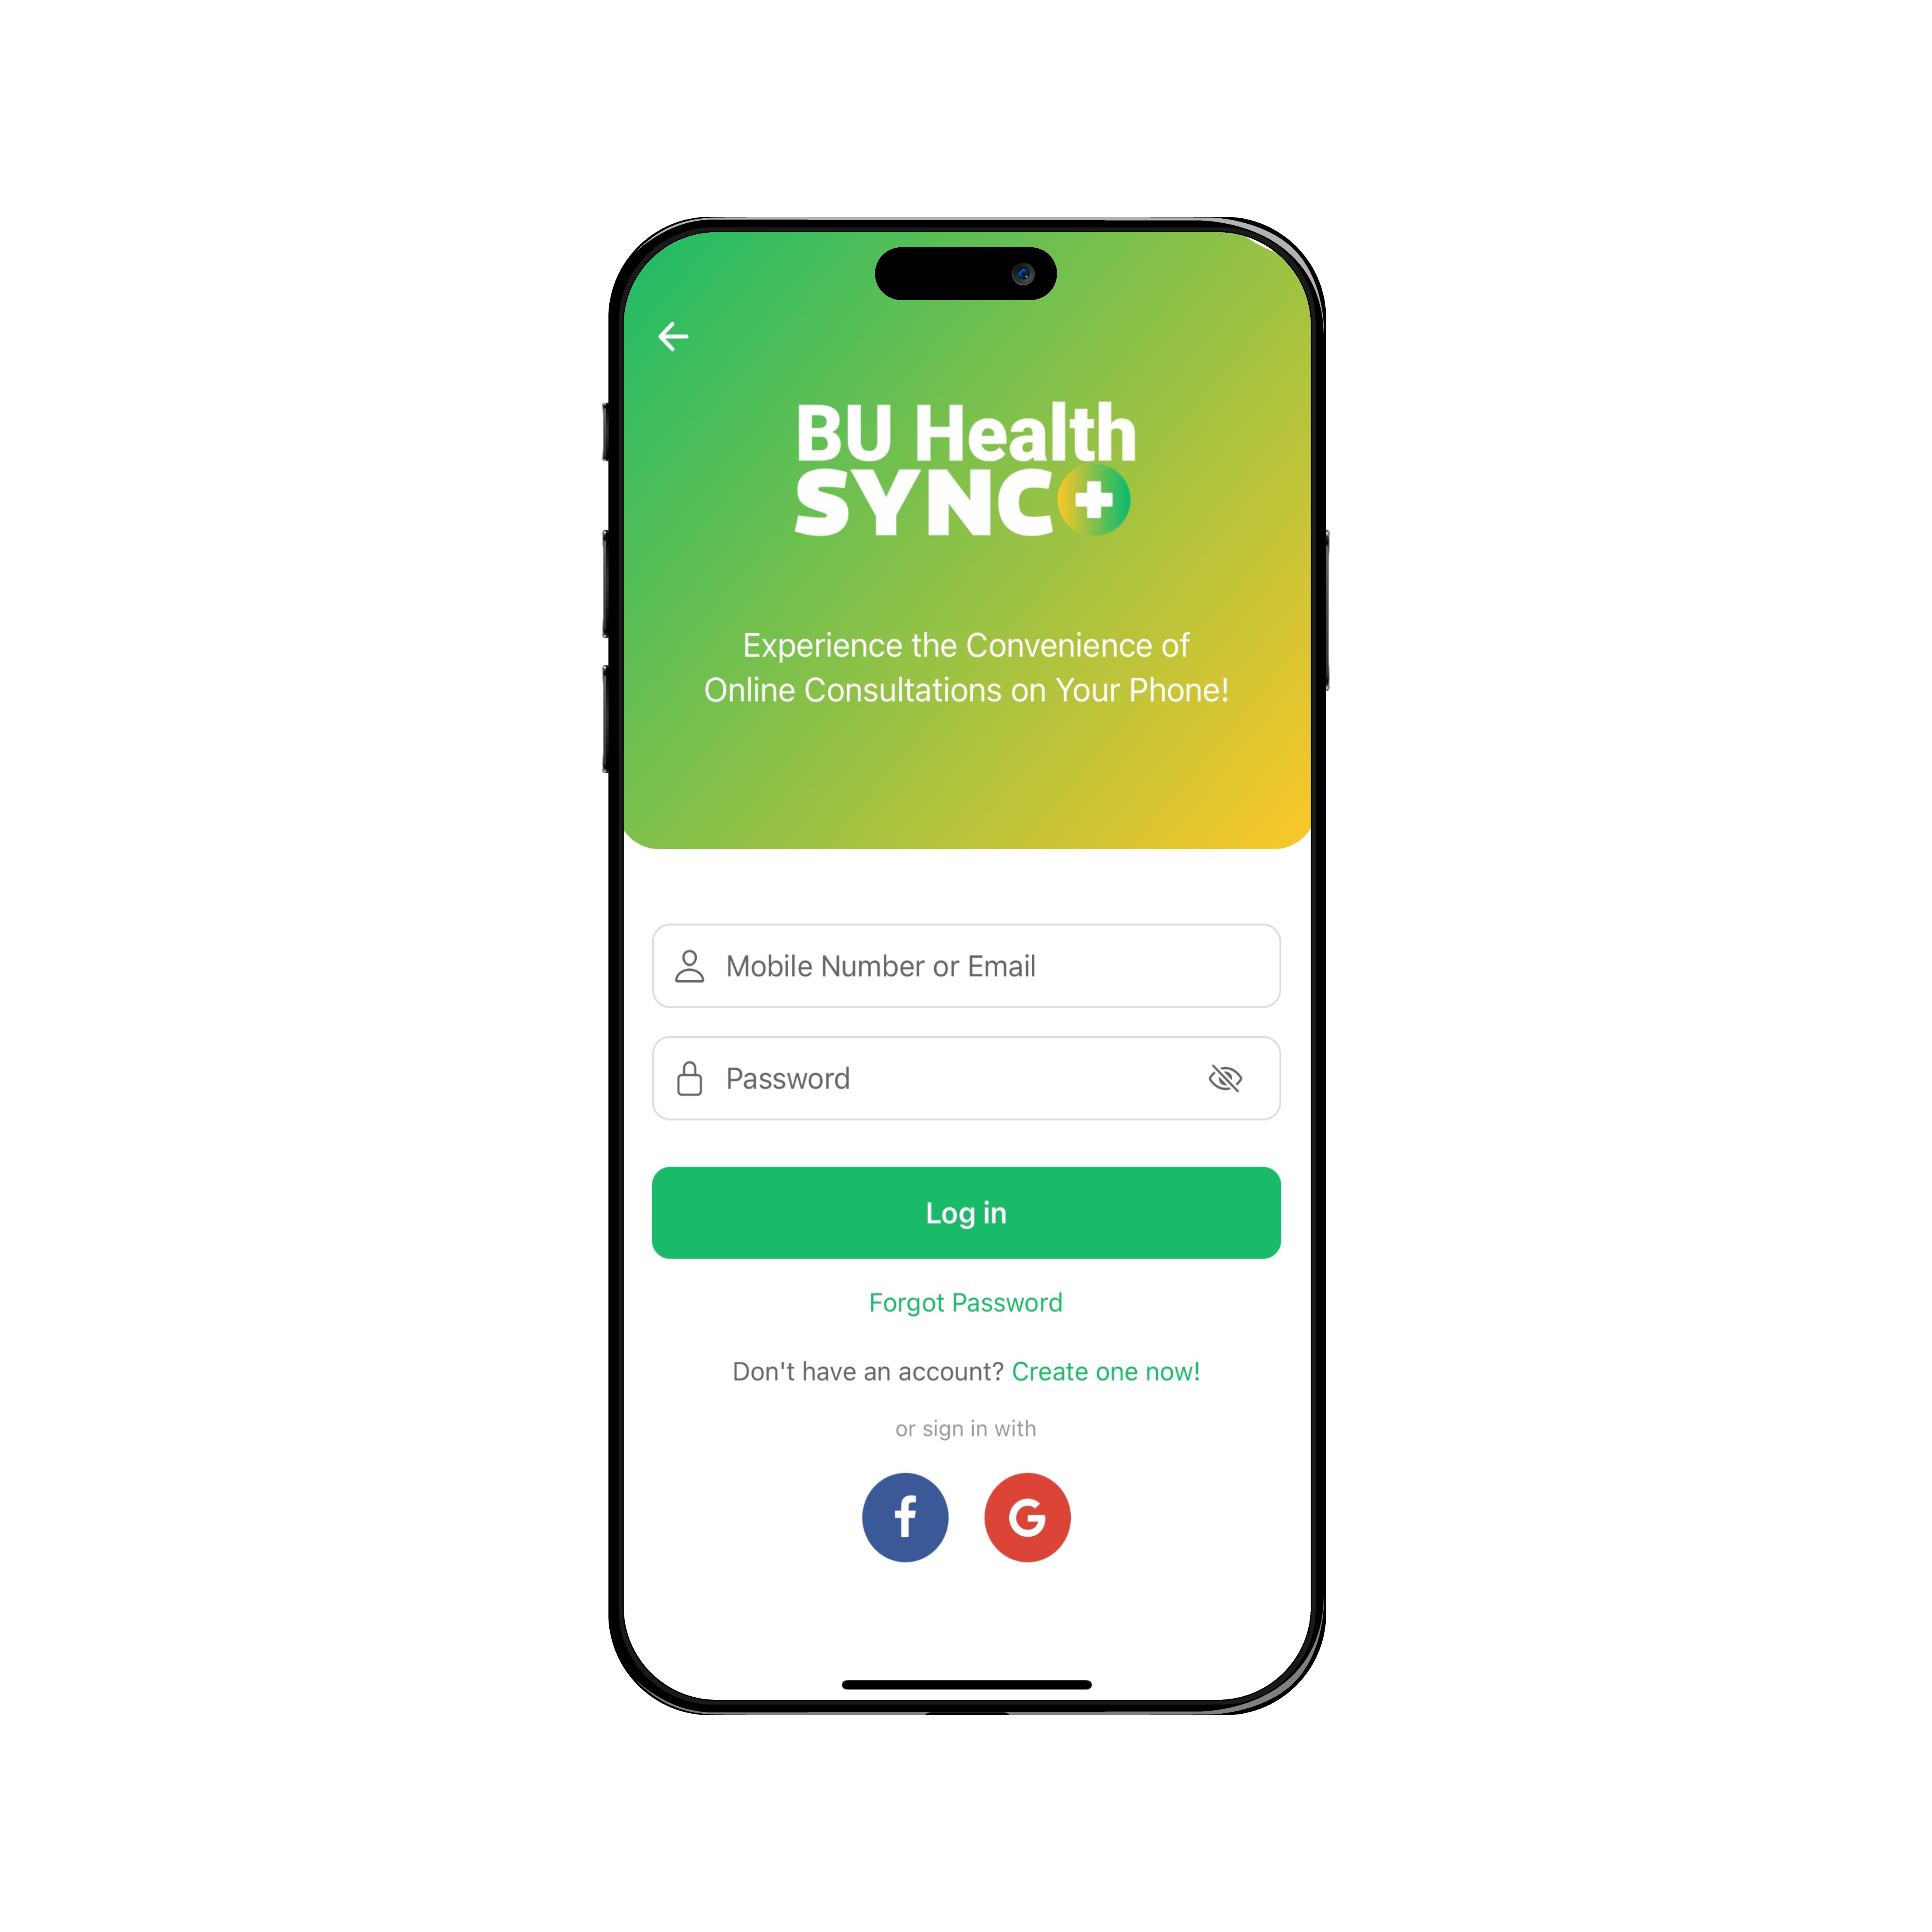 BU Health
SYNC
Experience the Convenience of
Online Consultations on Your Phone!
Mobile Number or Email
Password
Log in
Forgot Password
Don't have an account? Create one now!
or sign in with
f G